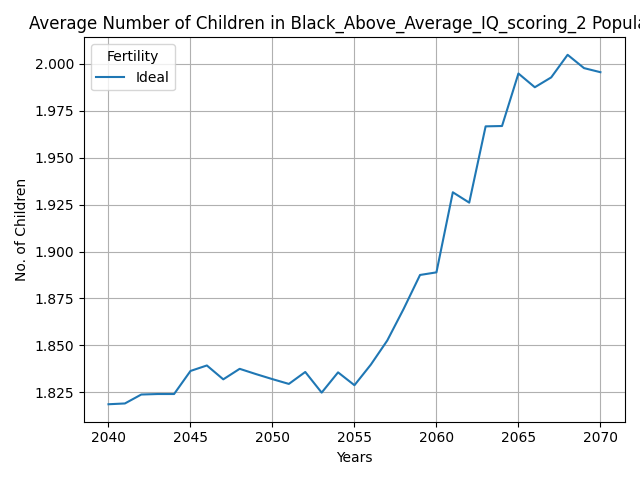 Average Number of Children in Black_Above_Average_IQ_scoring_2 Popula
Fertility
Ideal
2.000
1.975
1.950
1.925
1.900
1.875
1.850
1.825
No. of Children
2040 2045 2050 2055 2060 2065 2070
Years